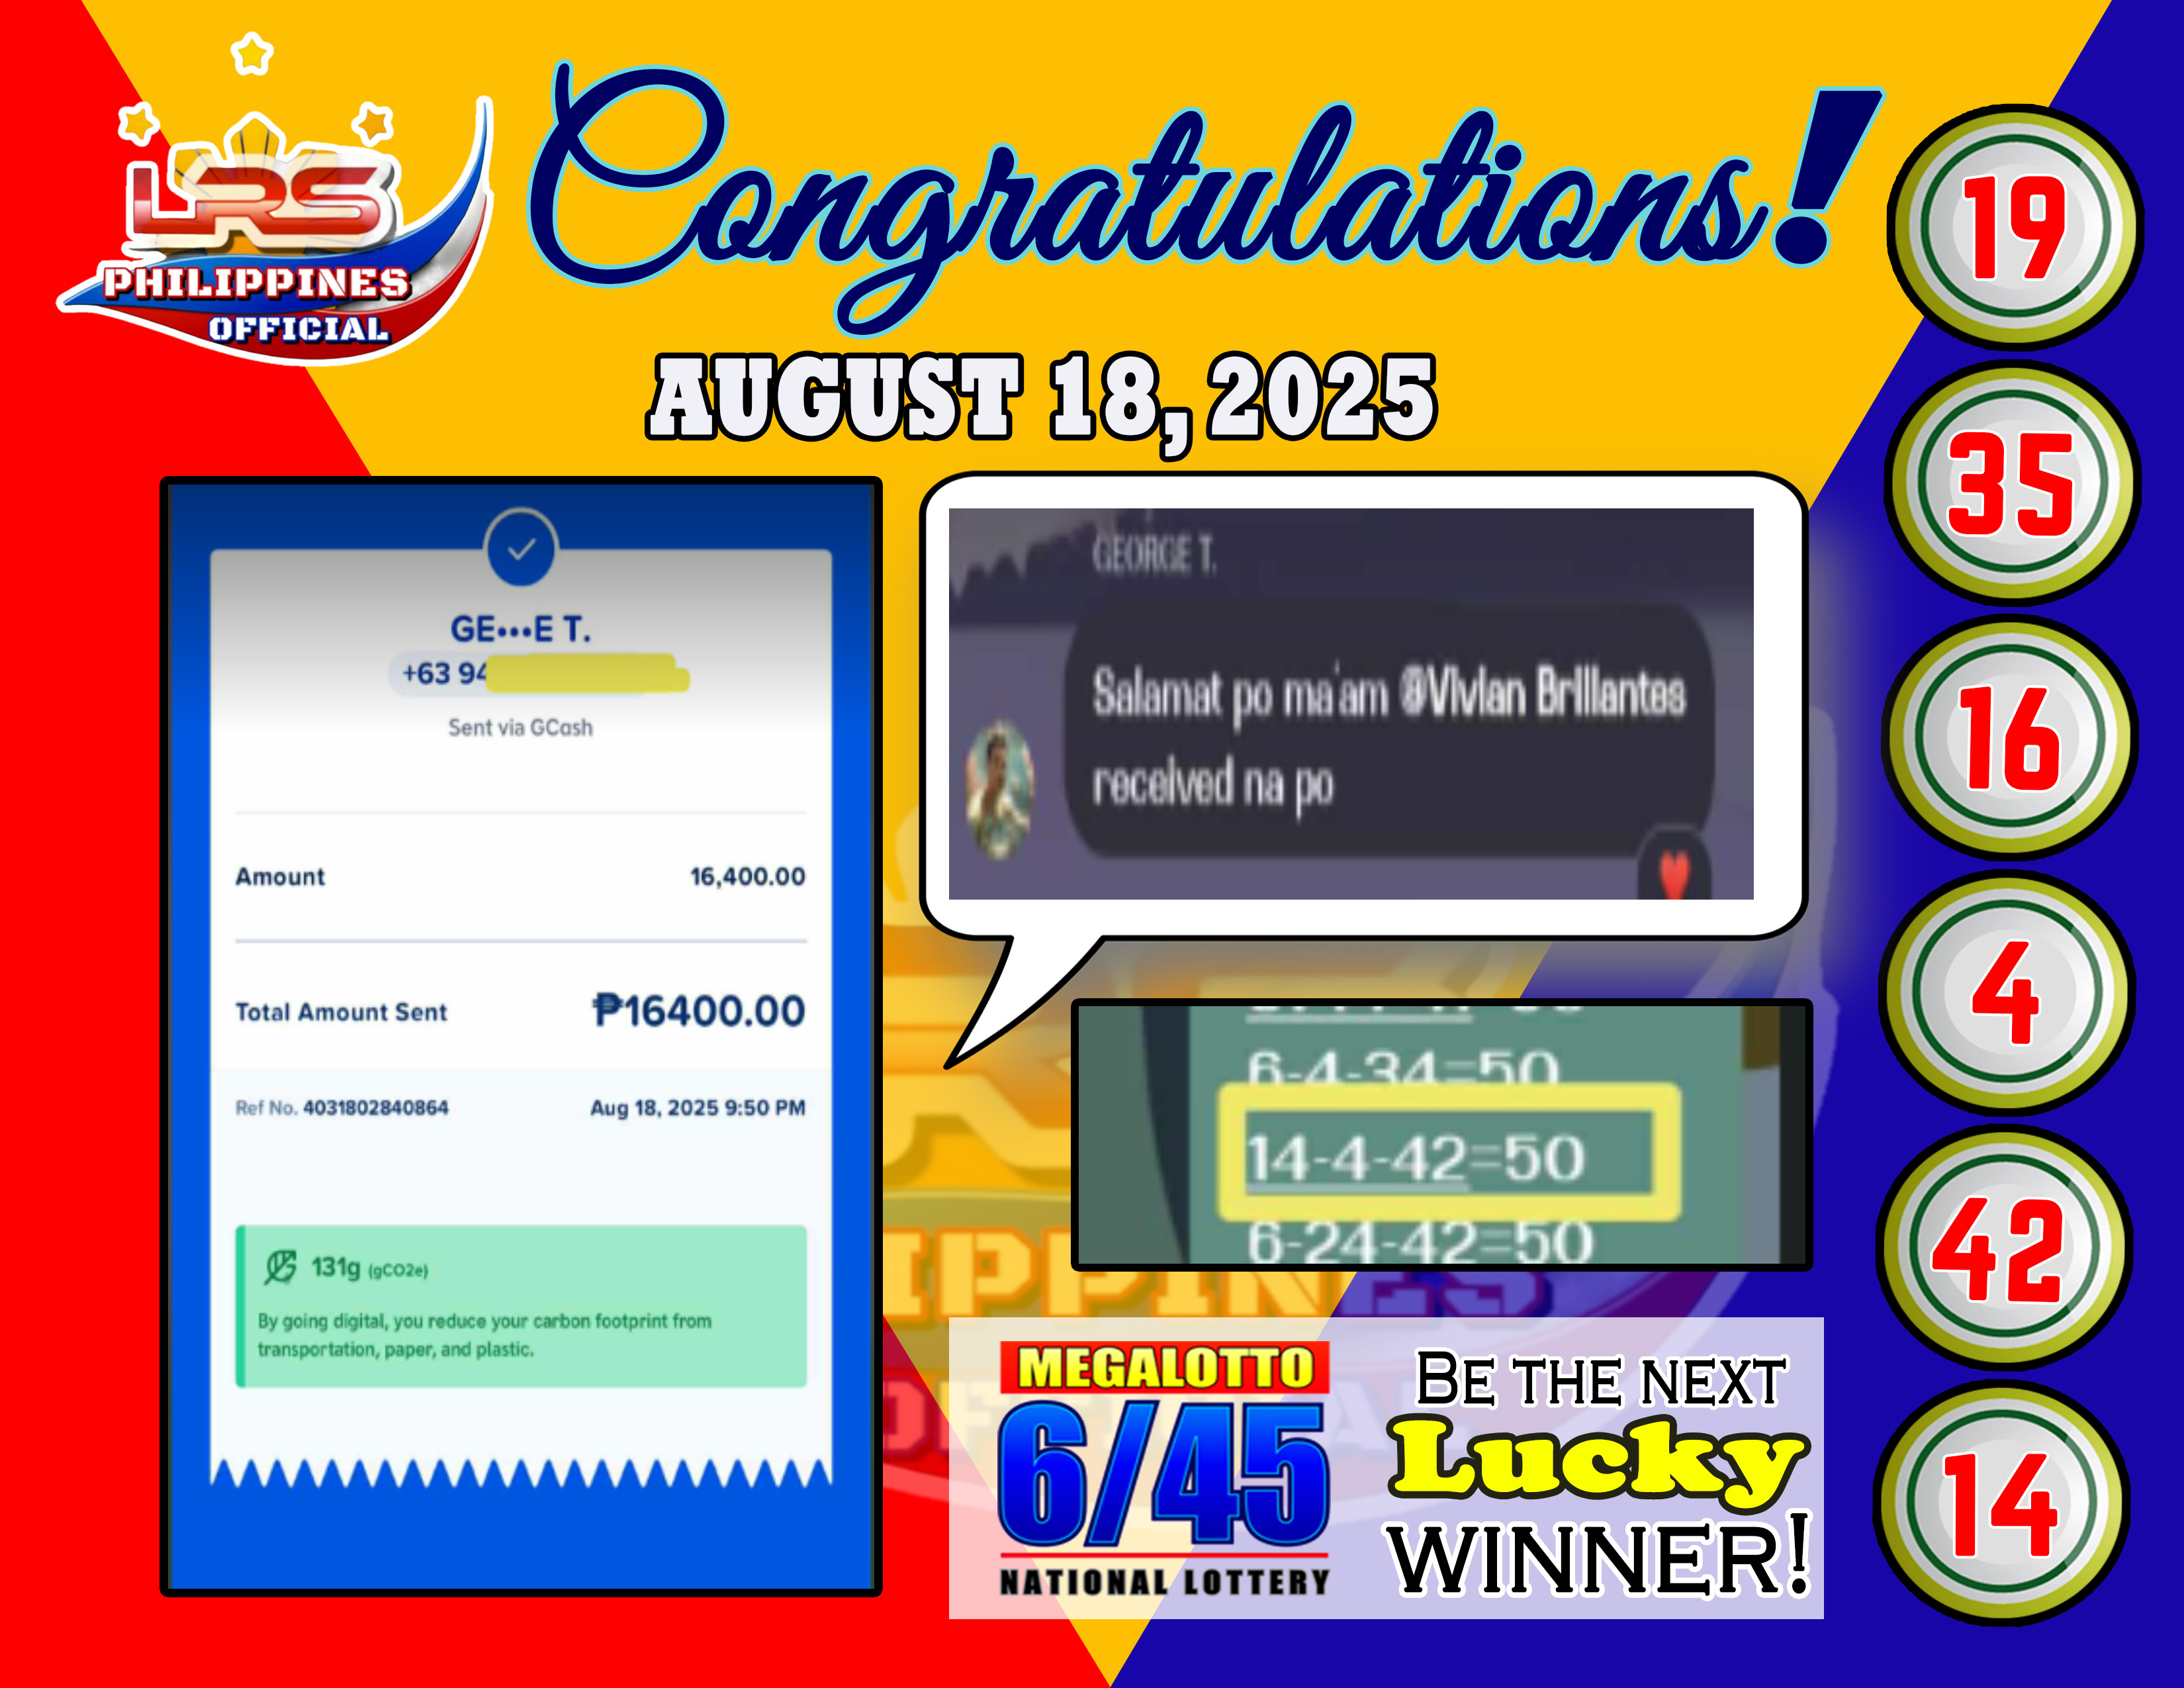 LRS
PHILIPPINES
OFFICIAL
Congratulations!
AUGUST 18, 2025
GE•••E T.
+63 94
Sent via GCash
Amount 16,400.00
Total Amount Sent ₱16400.00
Ref No. 4031802840864 Aug 18, 2025 9:50 PM
131g (gCO2e)
By going digital, you reduce your carbon footprint from
transportation, paper, and plastic.
GEORGE T.
Salamat po ma'am @Vivian Brillantes
received na po
6-4-34=50
14-4-42=50
6-24-42=50
MEGALOTTO
6/45
NATIONAL LOTTERY
BE THE NEXT
Lucky
WINNER!
19
35
16
4
42
14